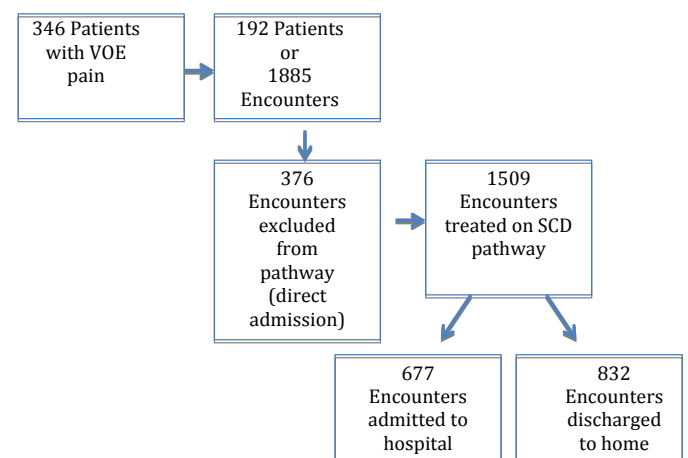 346 Patients
with VOE
pain
192 Patients
or
1885
Encounters
376
Encounters
excluded
from
pathway
(direct
admission)
1509
Encounters
treated on SCD
pathway
677
Encounters
admitted to
hospital
832
Encounters
discharged
to home